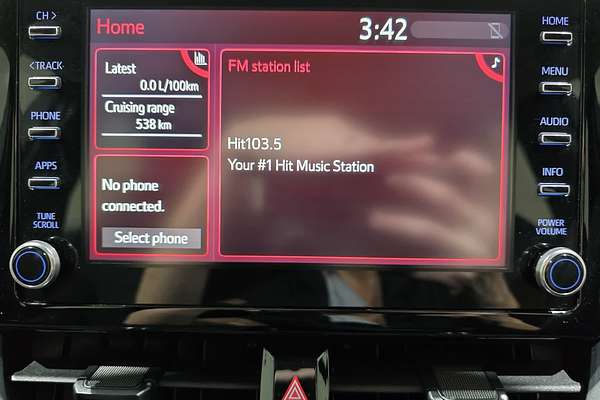 CH >
Home
3:42
HOME
Latest
FM station list
< TRACK
0.0 L/100km
MENU
Cruising range
538 km
PHONE
AUDIO
Hit103.5
Your #1 Hit Music Station
APPS
No phone
connected.
INFO
TUNE
SCROLL
Select phone
POWER
VOLUME